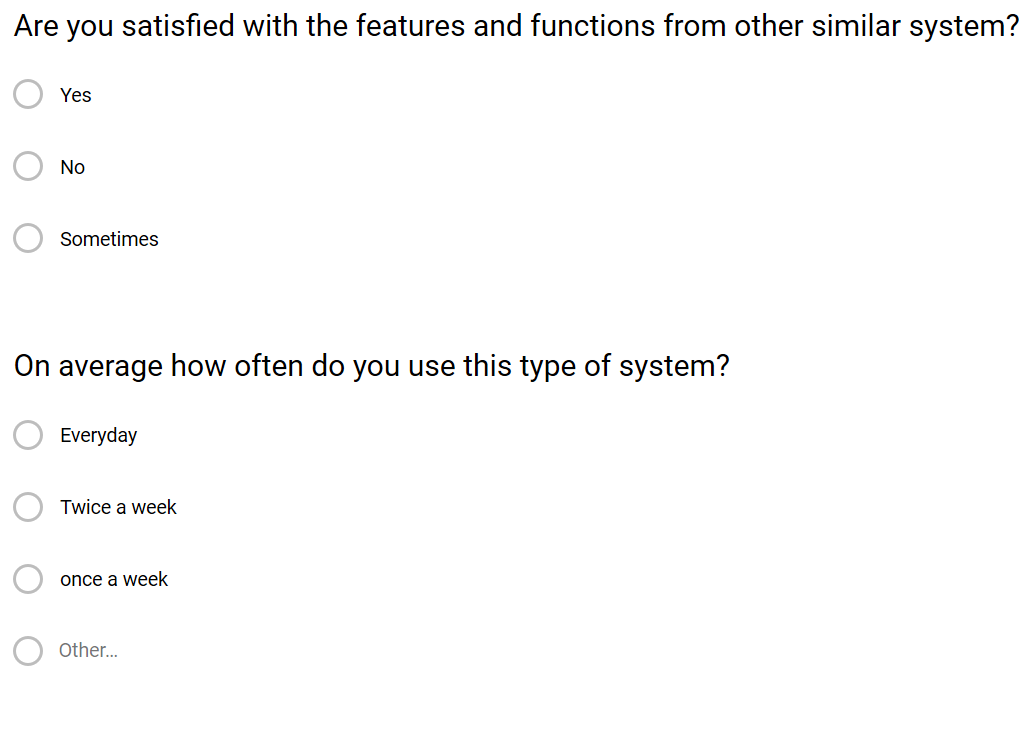 Are you satisfied with the features and functions from other similar system?
Yes
No
Sometimes
On average how often do you use this type of system?
Everyday
Twice a week
once a week
Other...